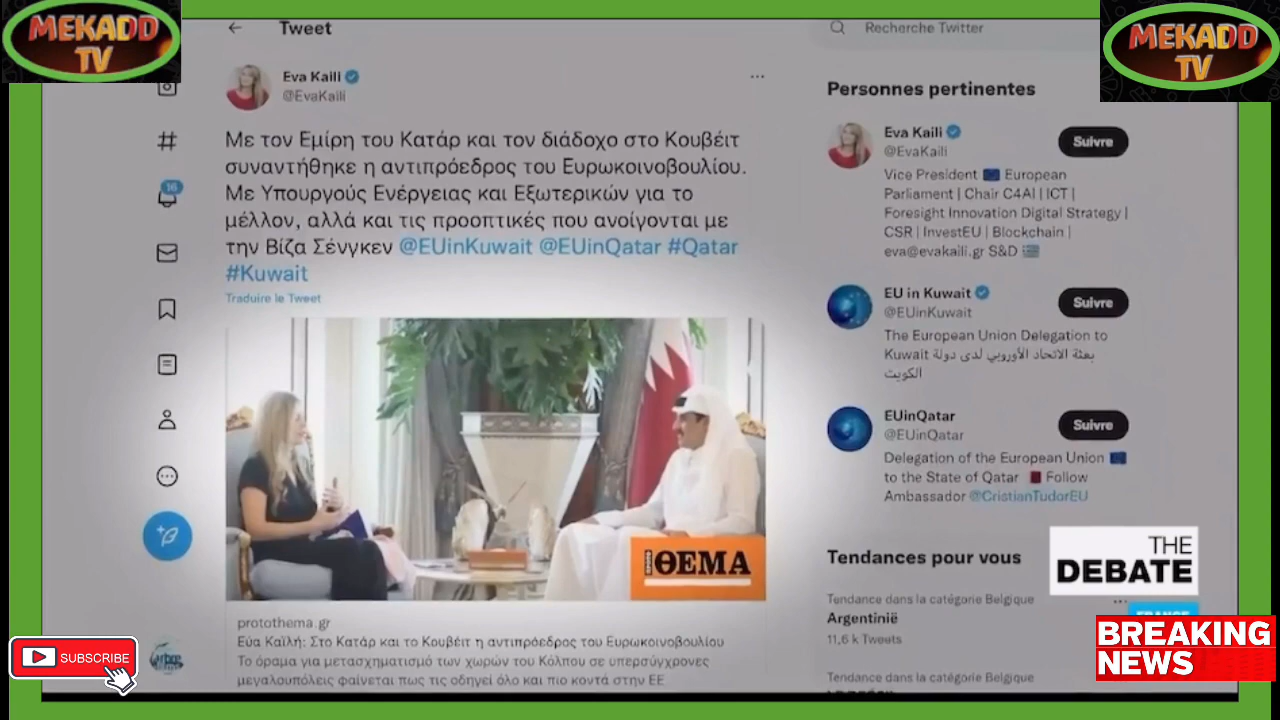 MEKADD
TV
MEKADD
TV
Tweet
Recherche Twitter
Eva Kaili
@EvaKaili
Με τον Εμίρη του Κατάρ και τον διάδοχο στο Κουβέιτ
συναντήθηκε η αντιπρόεδρος του Ευρωκοινοβουλίου.
Με Υπουργούς Ενέργειας και Εξωτερικών για το
μέλλον, αλλά και τις προοπτικές που ανοίγονται με
την Βίζα Σένγκεν @EUinKuwait @EUinQatar #Qatar
#Kuwait
Traduire le Tweet
16
ΘΕΜΑ
protothema.gr
Εύα Καϊλή: Στο Κατάρ και το Κουβέιτ η αντιπρόεδρος του Ευρωκοινοβουλίου
Το όραμα για μετασχηματισμό των χωρών του Κόλπου σε υπερσύγχρονες
μεγαλουπόλεις φαίνεται πως τις οδηγεί όλο και πιο κοντά στην ΕΕ
Personnes pertinentes
Eva Kaili
@EvaKaili
Suivre
Vice President European
Parliament | Chair C4AI | ICT |
Foresight Innovation Digital Strategy |
CSR | InvestEU | Blockchain |
eva@evakaili.gr S&D
EU in Kuwait
@EUinKuwait
Suivre
The European Union Delegation to
Kuwait بعثة الاتحاد الأوروبي لدى دولة
الكويت
EUinQatar
@EUinQatar
Suivre
Delegation of the European Union
to the State of Qatar Follow
Ambassador @CristianTudorEU
Tendances pour vous
Tendance dans la catégorie Belgique
Argentinië
11,6 k Tweets
Tendance dans la catégorie Belgique
THE
DEBATE
FRANCE
BREAKING
NEWS
SUBSCRIBE